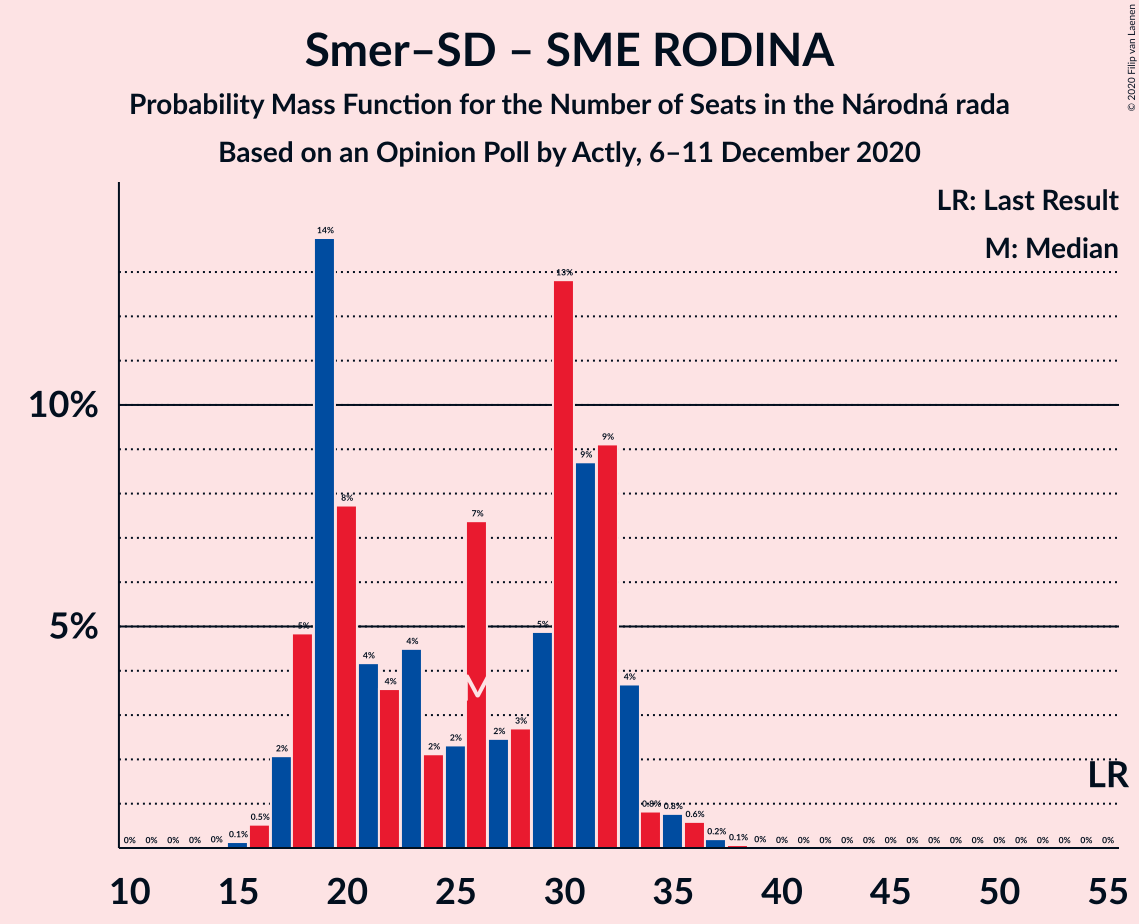 Smer–SD – SME RODINA
Probability Mass Function for the Number of Seats in the Národná rada
Based on an Opinion Poll by Actly, 6–11 December 2020
© 2020 Filip van Laenen
LR: Last Result
M: Median
10%
5%
0% 0% 0% 0% 0% 0.1% 0.5% 2% 5% 14% 8% 4% 4% 4% 2% 2% 7% 2% 3% 5% 13% 9% 9% 4% 0.8% 0.8% 0.6% 0.2% 0.1% 0% 0% 0% 0% 0% 0% 0% 0% 0% 0% 0% 0% 0% 0% 0% 0% 0%
M
LR
10 15 20 25 30 35 40 45 50 55